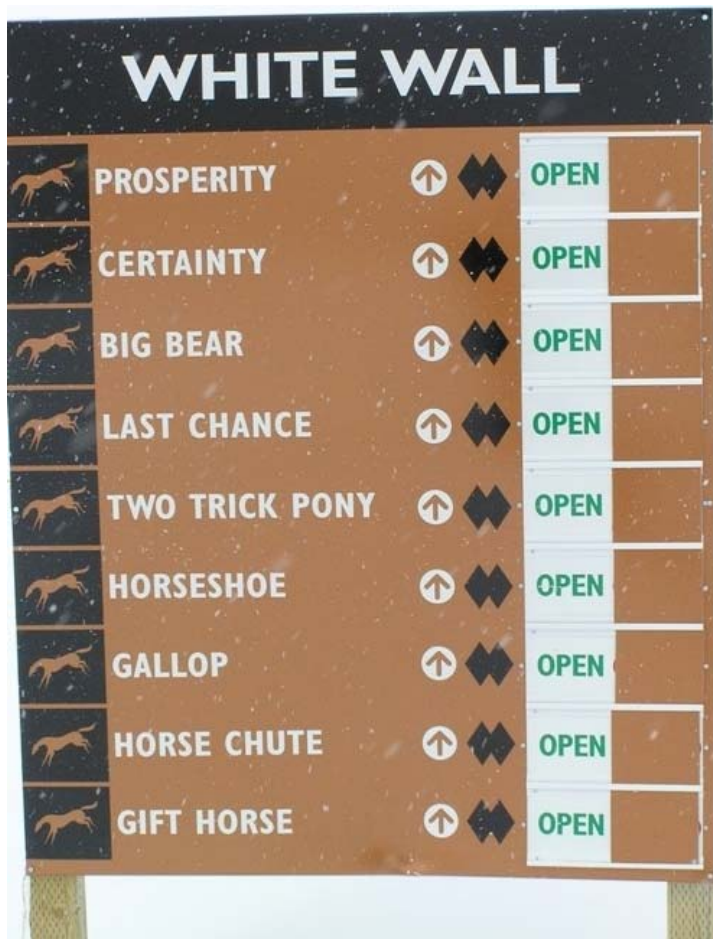 WHITE WALL
PROSPERITY OPEN
CERTAINTY OPEN
BIG BEAR OPEN
LAST CHANCE OPEN
TWO TRICK PONY OPEN
HORSESHOE OPEN
GALLOP OPEN
HORSE CHUTE OPEN
GIFT HORSE OPEN